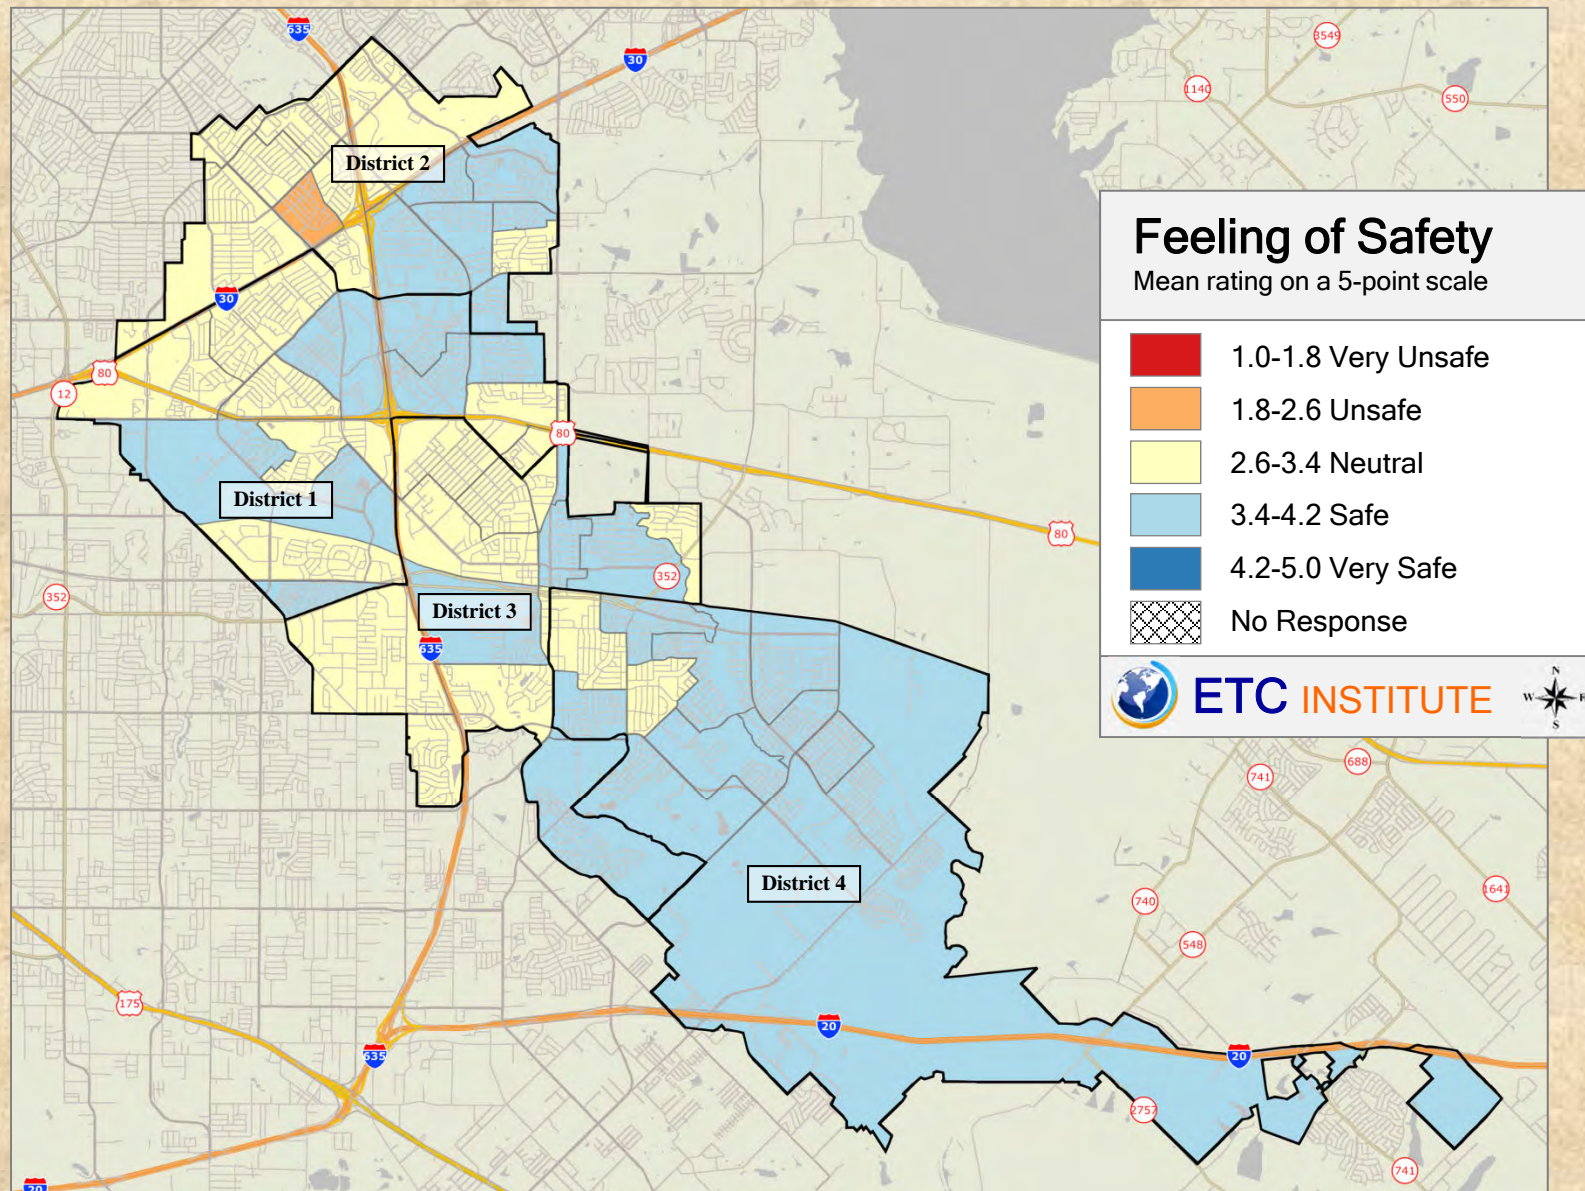 635
30
3549
1140
550
District 2
30
80
12
80
District 1
80
352
352
District 3
635
District 4
175
635
20
20
20
2757
741
741
688
740
548
1641
Feeling of Safety
Mean rating on a 5-point scale
1.0-1.8 Very Unsafe
1.8-2.6 Unsafe
2.6-3.4 Neutral
3.4-4.2 Safe
4.2-5.0 Very Safe
No Response
ETC INSTITUTE
N
W E
S